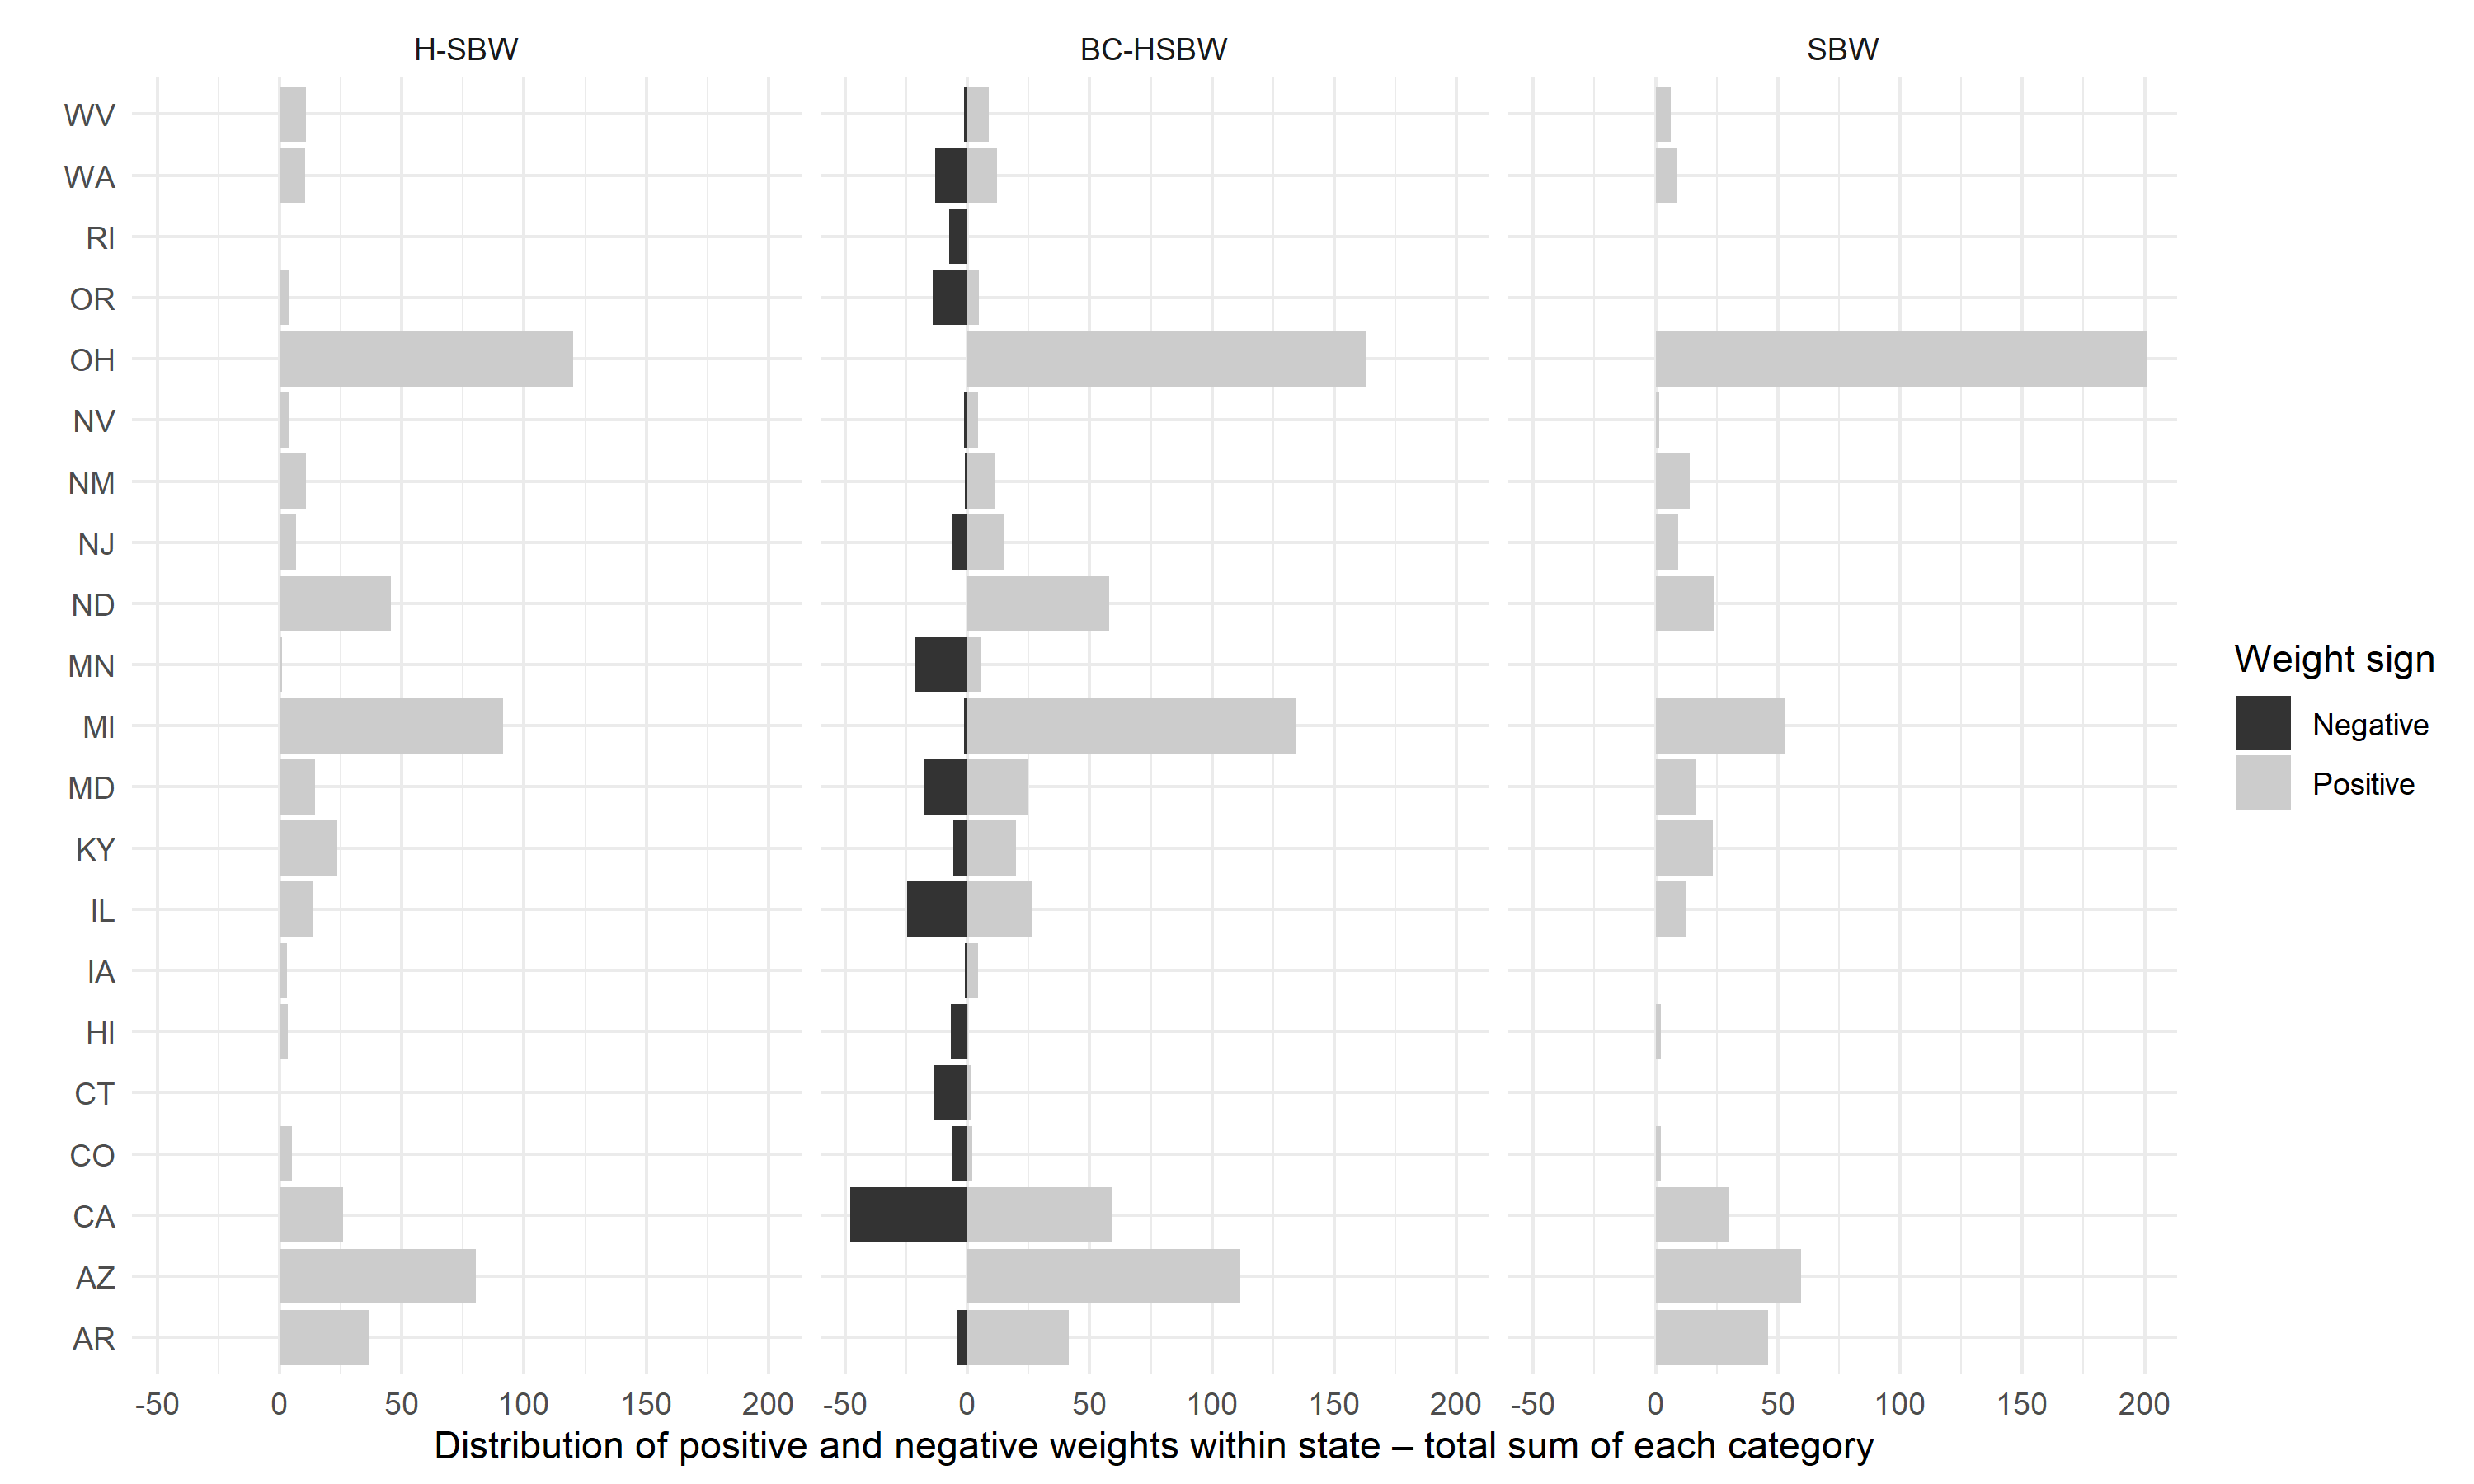 H-SBW BC-HSBW SBW
WV
WA
RI
OR
OH
NV
NM
NJ
ND
MN
MI
MD
KY
IL
IA
HI
CT
CO
CA
AZ
AR
-50 0 50 100 150 200 -50 0 50 100 150 200 -50 0 50 100 150 200
Distribution of positive and negative weights within state – total sum of each category
Weight sign
Negative
Positive